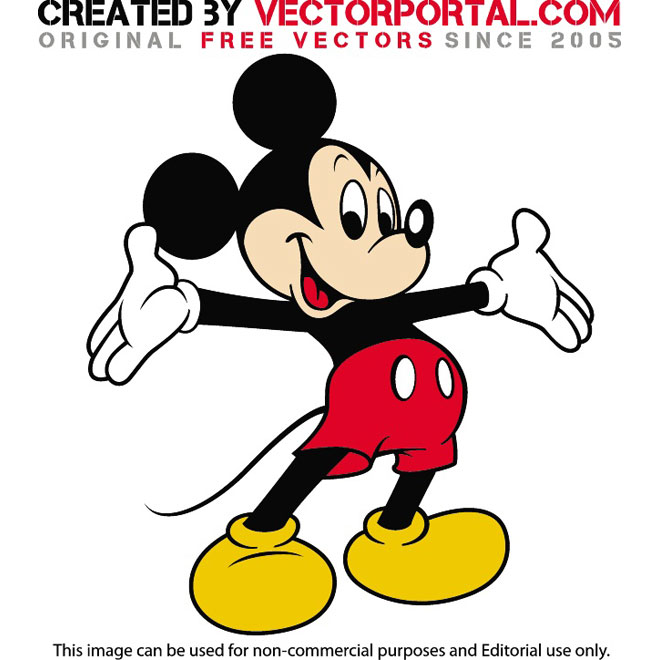 CREATED BY VECTORPORTAL.COM
ORIGINAL FREE VECTORS SINCE 2005
This image can be used for non-commercial purposes and Editorial use only.